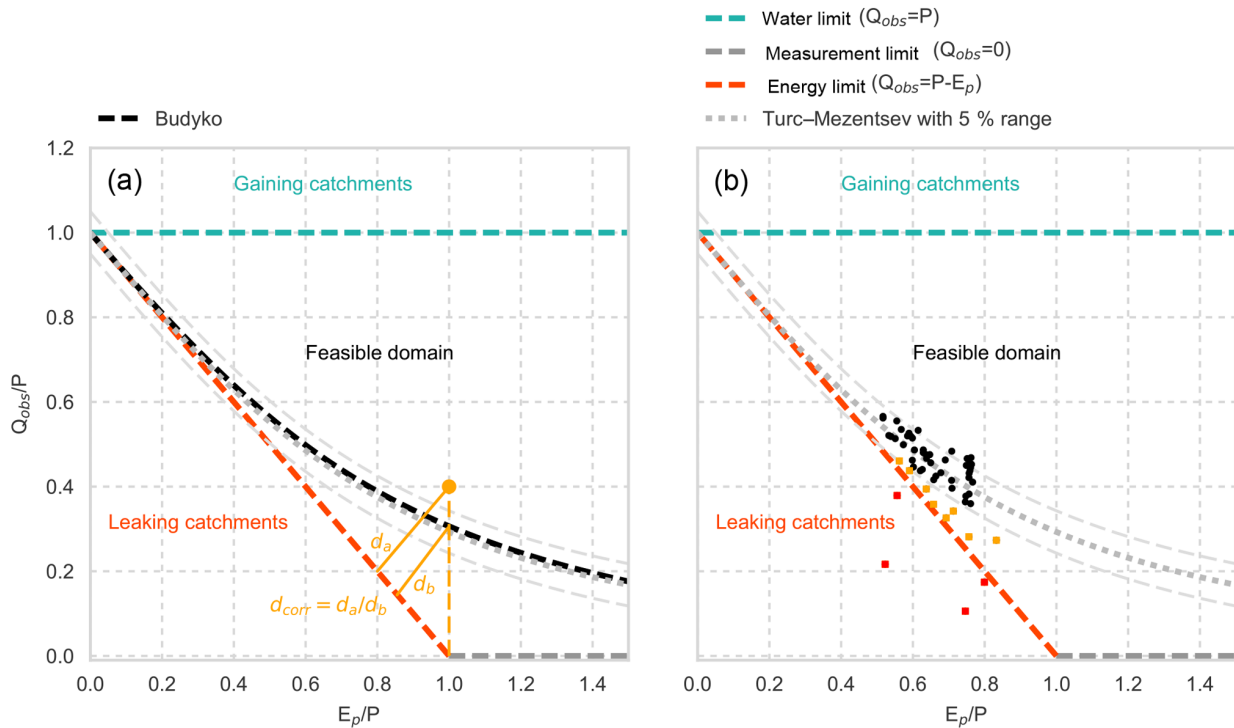 Water limit (Q_obs=P)
Measurement limit (Q_obs=0)
Energy limit (Q_obs=P-E_p)
Budyko
Turc–Mezentsev with 5 % range
1.2
1.0
0.8
0.6
0.4
0.2
0.0
Q_obs/P
(a)
Gaining catchments
Feasible domain
Leaking catchments
d_a
d_b
d_corr = d_a/d_b
0.0 0.2 0.4 0.6 0.8 1.0 1.2 1.4
E_p/P
(b)
Gaining catchments
Feasible domain
Leaking catchments
0.0 0.2 0.4 0.6 0.8 1.0 1.2 1.4
E_p/P